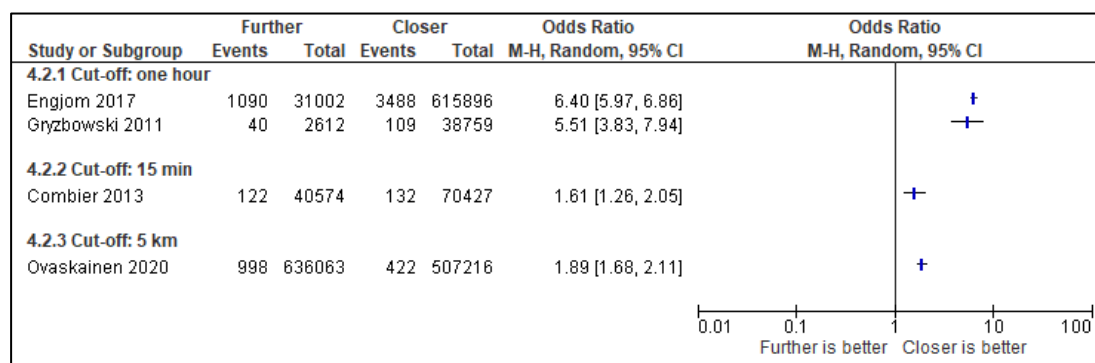 Further Closer Odds Ratio Odds Ratio
Study or Subgroup Events Total Events Total M-H, Random, 95% CI M-H, Random, 95% CI
4.2.1 Cut-off: one hour
Engjom 2017 1090 31002 3488 615896 6.40 [5.97, 6.86]
Gryzbowski 2011 40 2612 109 38759 5.51 [3.83, 7.94]
4.2.2 Cut-off: 15 min
Combier 2013 122 40574 132 70427 1.61 [1.26, 2.05]
4.2.3 Cut-off: 5 km
Ovaskainen 2020 998 636063 422 507216 1.89 [1.68, 2.11]
0.01 0.1 1 10 100
Further is better Closer is better